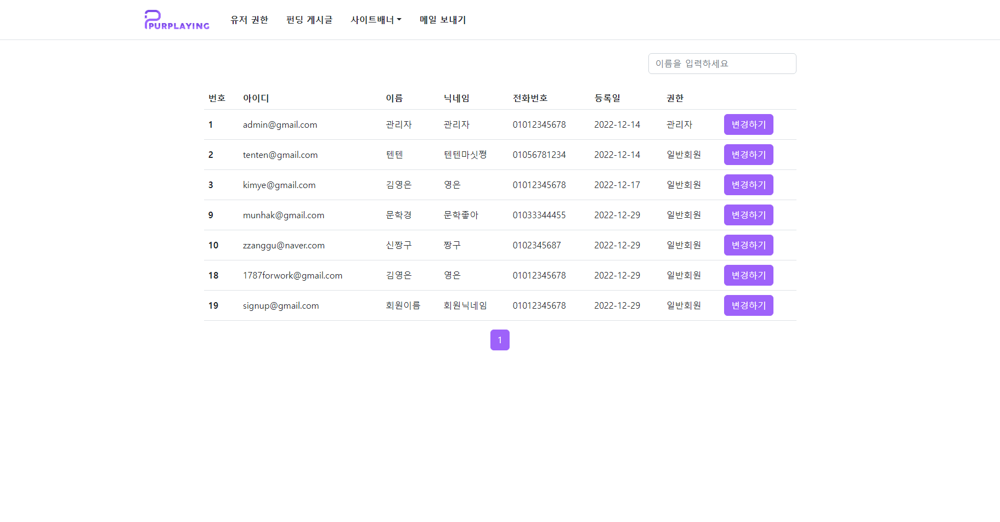 PURPLAYING 유저 권한 펀딩 게시글 사이트배너 메일 보내기
이름을 입력하세요
번호 아이디 이름 닉네임 전화번호 등록일 권한
1 admin@gmail.com 관리자 관리자 01012345678 2022-12-14 관리자 변경하기
2 tenten@gmail.com 텐텐 텐텐마싯쪙 01056781234 2022-12-14 일반회원 변경하기
3 kimye@gmail.com 김영은 영은 01012345678 2022-12-17 일반회원 변경하기
9 munhak@gmail.com 문학경 문학좋아 01033344455 2022-12-29 일반회원 변경하기
10 zzanggu@naver.com 신짱구 짱구 0102345687 2022-12-29 일반회원 변경하기
18 1787forwork@gmail.com 김영은 영은 01012345678 2022-12-29 일반회원 변경하기
19 signup@gmail.com 회원이름 회원닉네임 01012345678 2022-12-29 일반회원 변경하기
1